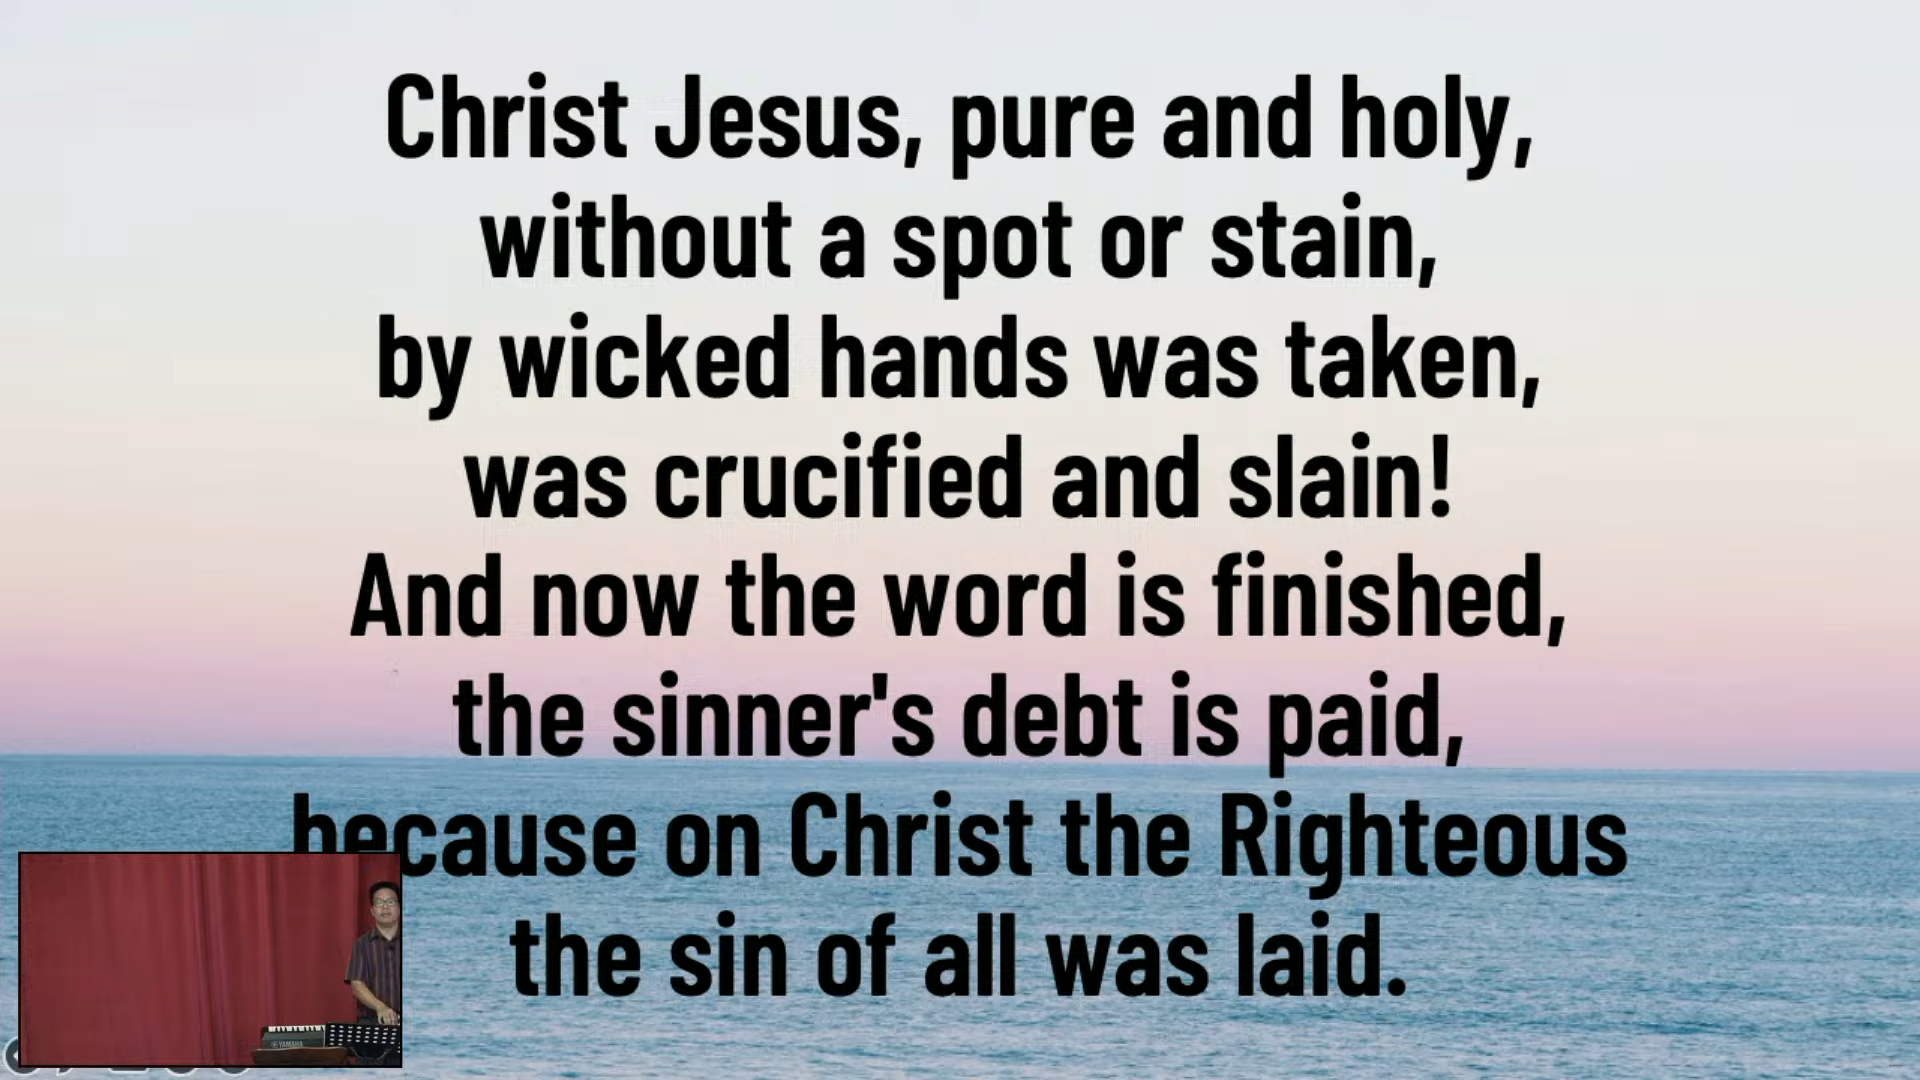 Christ Jesus, pure and holy,
without a spot or stain,
by wicked hands was taken,
was crucified and slain!
And now the word is finished,
the sinner's debt is paid,
because on Christ the Righteous
the sin of all was laid.
YAMAHA